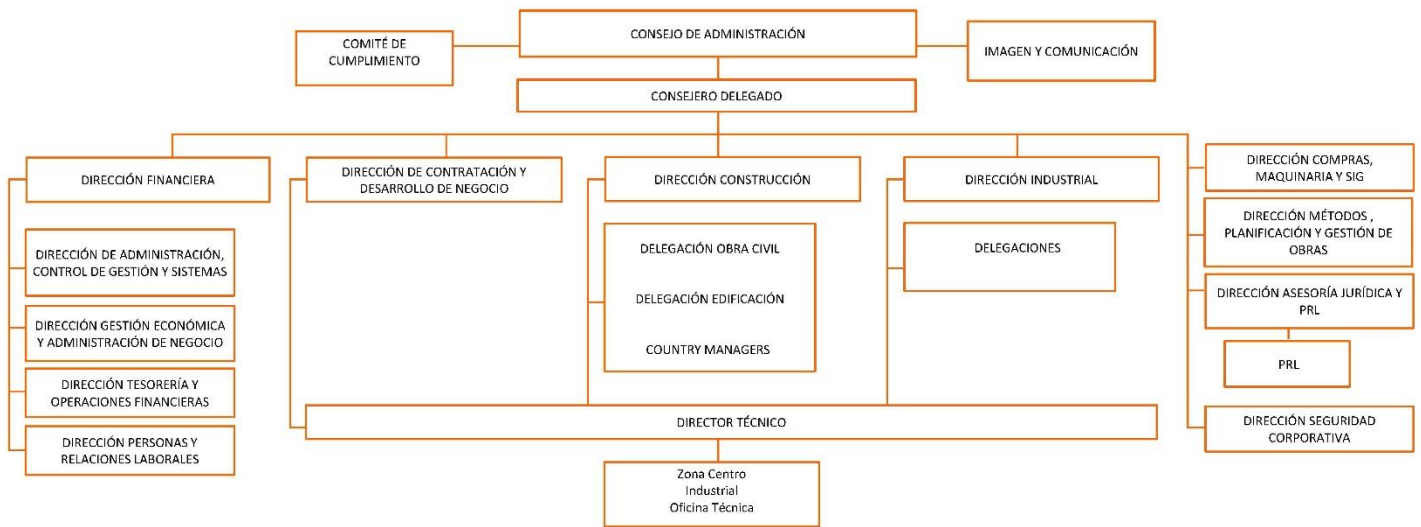 CONSEJO DE ADMINISTRACIÓN
COMITÉ DE
CUMPLIMIENTO
IMAGEN Y COMUNICACIÓN
CONSEJERO DELEGADO
DIRECCIÓN FINANCIERA
DIRECCIÓN DE CONTRATACIÓN Y
DESARROLLO DE NEGOCIO
DIRECCIÓN CONSTRUCCIÓN
DIRECCIÓN INDUSTRIAL
DIRECCIÓN COMPRAS,
MAQUINARIA Y SIG
DIRECCIÓN DE ADMINISTRACIÓN,
CONTROL DE GESTIÓN Y SISTEMAS
DIRECCIÓN GESTIÓN ECONÓMICA
Y ADMINISTRACIÓN DE NEGOCIO
DIRECCIÓN TESORERÍA Y
OPERACIONES FINANCIERAS
DIRECCIÓN PERSONAS Y
RELACIONES LABORALES
DELEGACIÓN OBRA CIVIL
DELEGACIÓN EDIFICACIÓN
COUNTRY MANAGERS
DELEGACIONES
DIRECCIÓN MÉTODOS ,
PLANIFICACIÓN Y GESTIÓN DE
OBRAS
DIRECCIÓN ASESORÍA JURÍDICA Y
PRL
PRL
DIRECCIÓN SEGURIDAD
CORPORATIVA
DIRECTOR TÉCNICO
Zona Centro
Industrial
Oficina Técnica